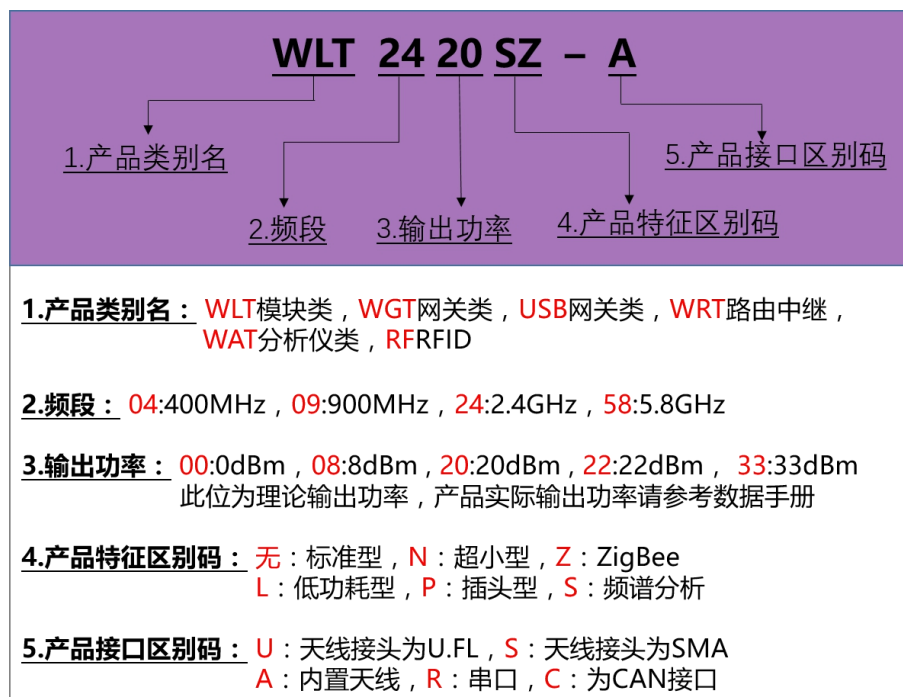 WLT 24 20 SZ – A
1.产品类别名
5.产品接口区别码
2.频段
3.输出功率
4.产品特征区别码
1.产品类别名：WLT模块类，WGT网关类，USB网关类，WRT路由中继，
WAT分析仪类，RFRFID
2.频段：04:400MHz，09:900MHz，24:2.4GHz，58:5.8GHz
3.输出功率：00:0dBm，08:8dBm，20:20dBm，22:22dBm，33:33dBm
此位为理论输出功率，产品实际输出功率请参考数据手册
4.产品特征区别码：无：标准型，N：超小型，Z：ZigBee
L：低功耗型，P：插头型，S：频谱分析
5.产品接口区别码：U：天线接头为U.FL，S：天线接头为SMA
A：内置天线，R：串口，C：为CAN接口